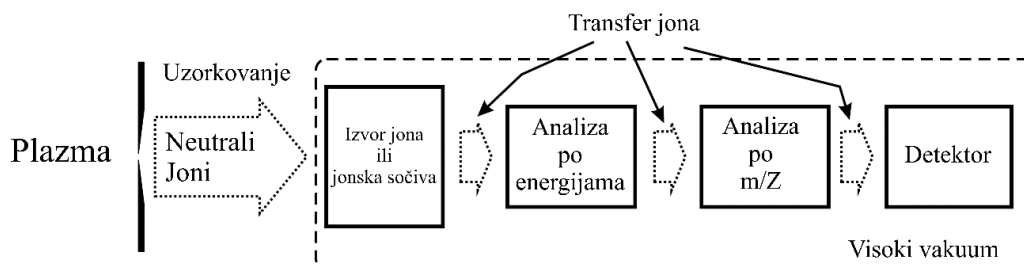 Transfer jona
Uzorkovanje
Plazma
Neutrali
Joni
Izvor jona
ili
jonska sočiva
Analiza
po
energijama
Analiza
po
m/Z
Detektor
Visoki vakuum